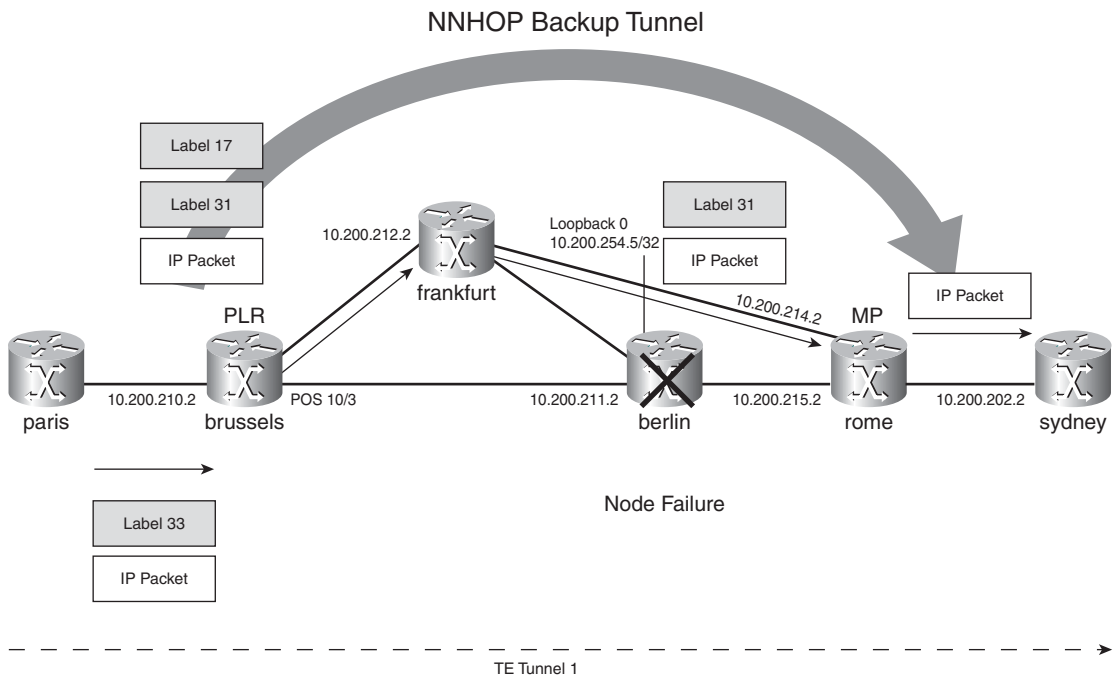 NNHOP Backup Tunnel
Label 17
Label 31
IP Packet
Label 31
IP Packet
Loopback 0
10.200.254.5/32
10.200.212.2
frankfurt
IP Packet
10.200.214.2
PLR
MP
10.200.210.2
POS 10/3
10.200.211.2
10.200.215.2
10.200.202.2
paris
brussels
berlin
rome
sydney
Label 33
IP Packet
Node Failure
TE Tunnel 1